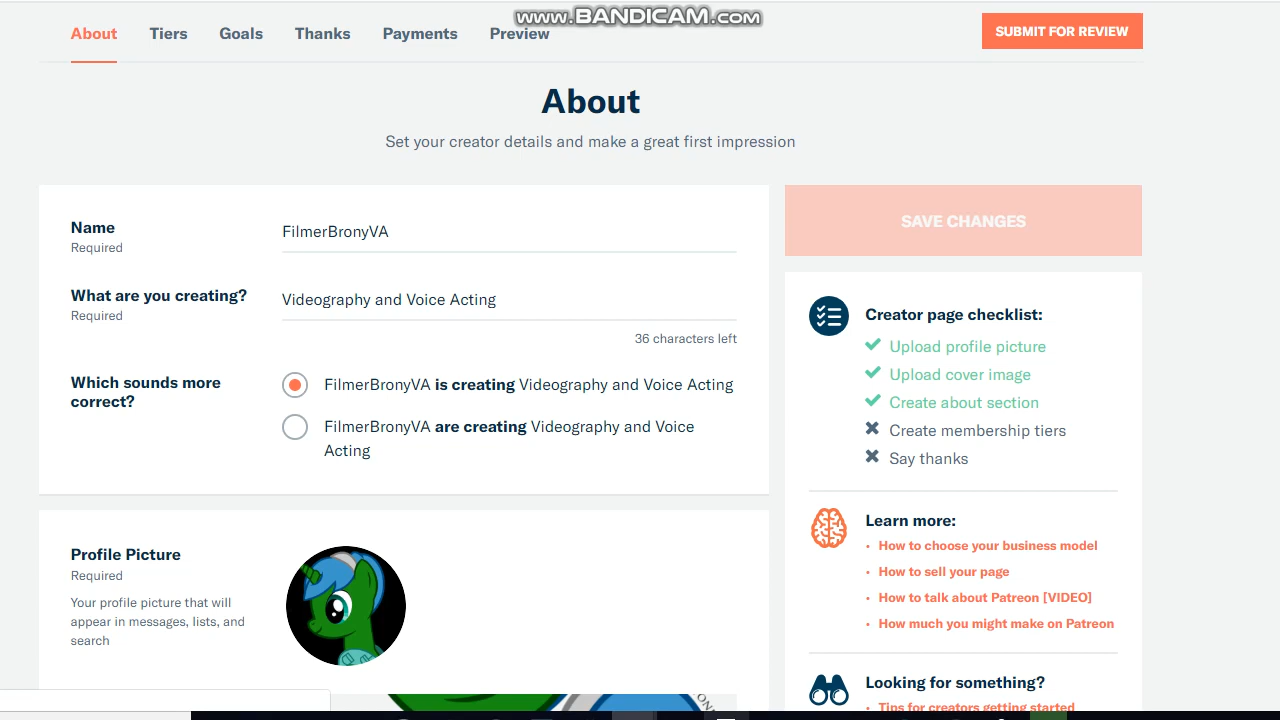 www.BANDICAM.com
About Tiers Goals Thanks Payments Preview SUBMIT FOR REVIEW
About
Set your creator details and make a great first impression
Name
Required
FilmerBronyVA
What are you creating?
Required
Videography and Voice Acting
36 characters left
Which sounds more
correct?
FilmerBronyVA is creating Videography and Voice Acting
FilmerBronyVA are creating Videography and Voice
Acting
Profile Picture
Required
Your profile picture that will
appear in messages, lists, and
search
SAVE CHANGES
Creator page checklist:
Upload profile picture
Upload cover image
Create about section
Create membership tiers
Say thanks
Learn more:
• How to choose your business model
• How to sell your page
• How to talk about Patreon [VIDEO]
• How much you might make on Patreon
Looking for something?
• Tips for creators getting started